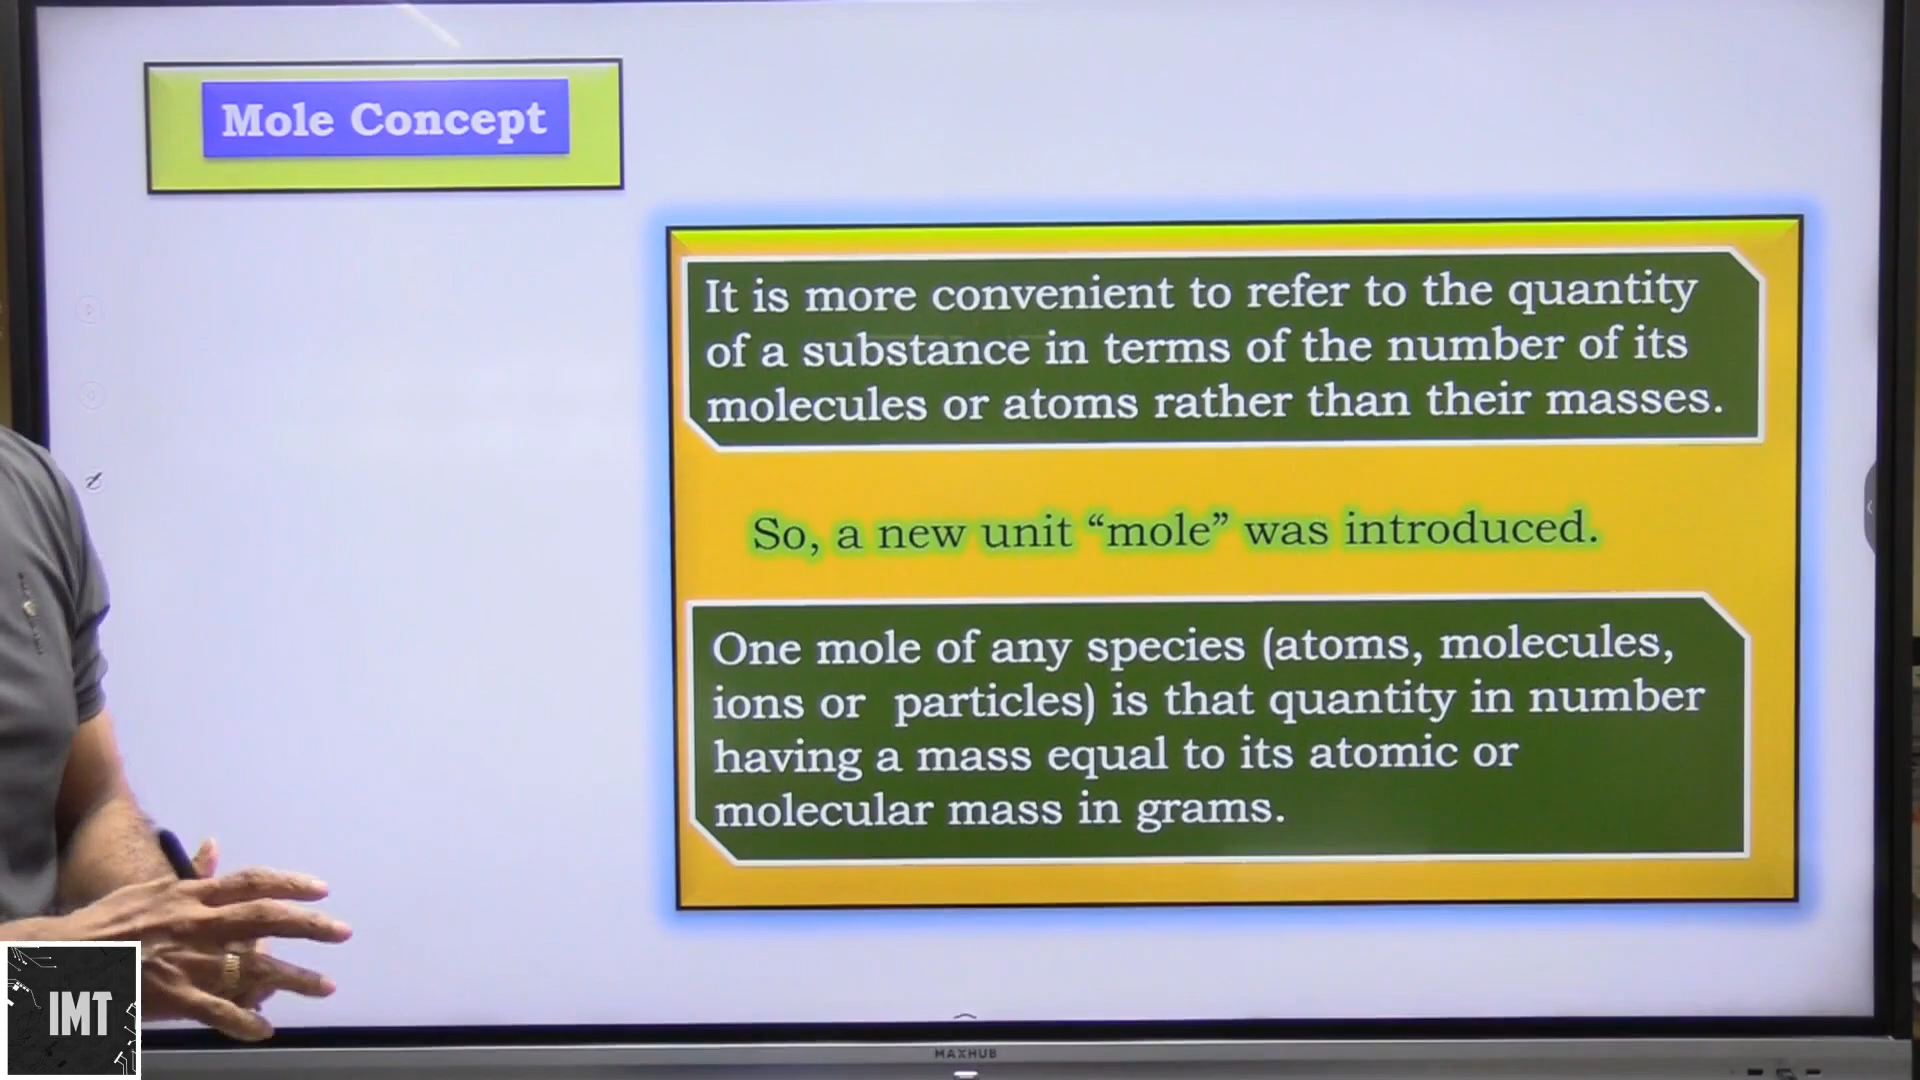 Mole Concept
It is more convenient to refer to the quantity
of a substance in terms of the number of its
molecules or atoms rather than their masses.
So, a new unit “mole” was introduced.
One mole of any species (atoms, molecules,
ions or particles) is that quantity in number
having a mass equal to its atomic or
molecular mass in grams.
IMT
MAXHUB